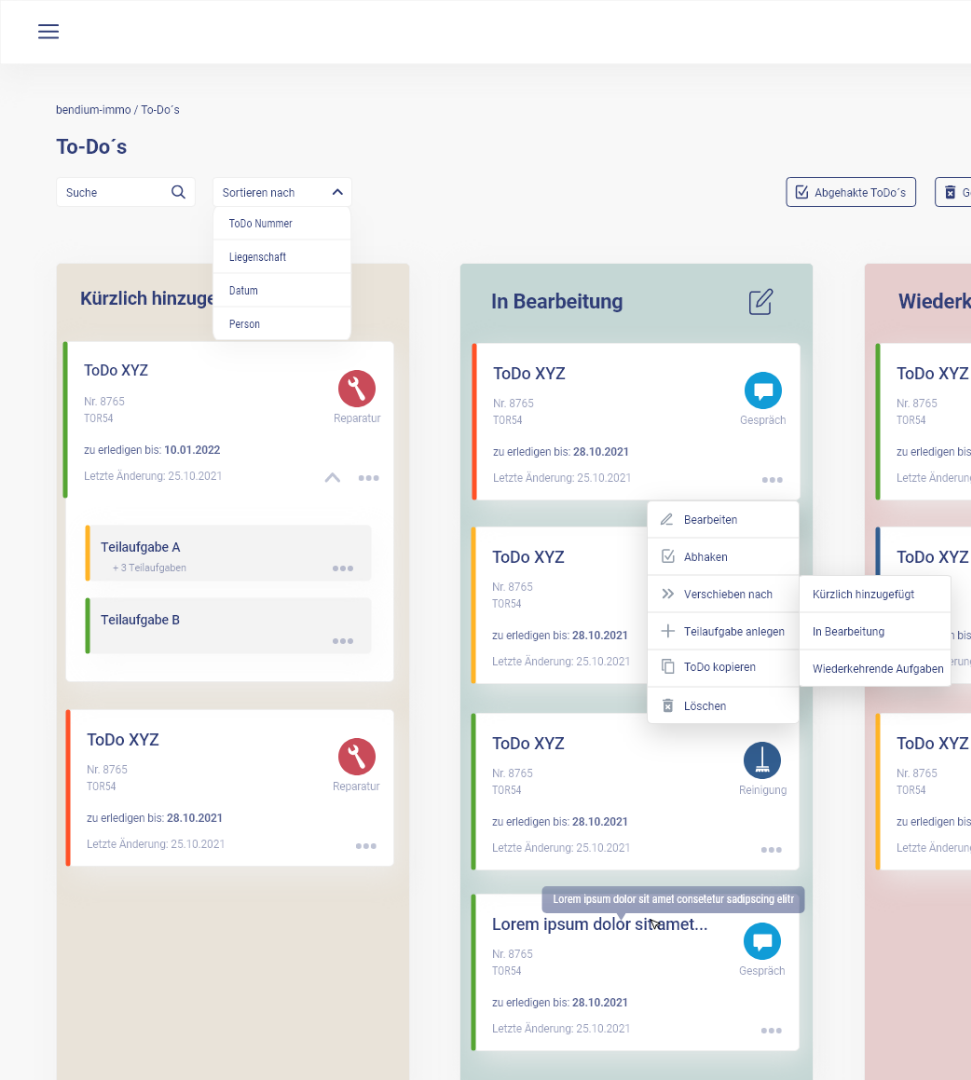 bendium-immo / To-Do´s
To-Do´s
Suche
Sortieren nach
Abgehakte ToDo´s
ToDo Nummer
Liegenschaft
Datum
Person
Kürzlich hinzuge
ToDo XYZ
Nr. 8765
TOR54
Reparatur
zu erledigen bis: 10.01.2022
Letzte Änderung: 25.10.2021
Teilaufgabe A
+ 3 Teilaufgaben
Teilaufgabe B
ToDo XYZ
Nr. 8765
TOR54
Reparatur
zu erledigen bis: 28.10.2021
Letzte Änderung: 25.10.2021
In Bearbeitung
ToDo XYZ
Nr. 8765
TOR54
Gespräch
zu erledigen bis: 28.10.2021
Letzte Änderung: 25.10.2021
Bearbeiten
Abhaken
Verschieben nach
Teilaufgabe anlegen
ToDo kopieren
Löschen
Kürzlich hinzugefügt
In Bearbeitung
Wiederkehrende Aufgaben
ToDo XYZ
Nr. 8765
TOR54
zu erledigen bis: 28.10.2021
Letzte Änderung: 25.10.2021
ToDo XYZ
Nr. 8765
TOR54
Reinigung
zu erledigen bis: 28.10.2021
Letzte Änderung: 25.10.2021
Lorem ipsum dolor sit amet consetetur sadipscing elitr
Lorem ipsum dolor sit amet...
Nr. 8765
TOR54
Gespräch
zu erledigen bis: 28.10.2021
Letzte Änderung: 25.10.2021
Wiederk
ToDo XYZ
Nr. 8765
TOR54
zu erledigen bis
Letzte Änderun
ToDo XYZ
ToDo XYZ
Nr. 8765
TOR54
zu erledigen bis
Letzte Änderun